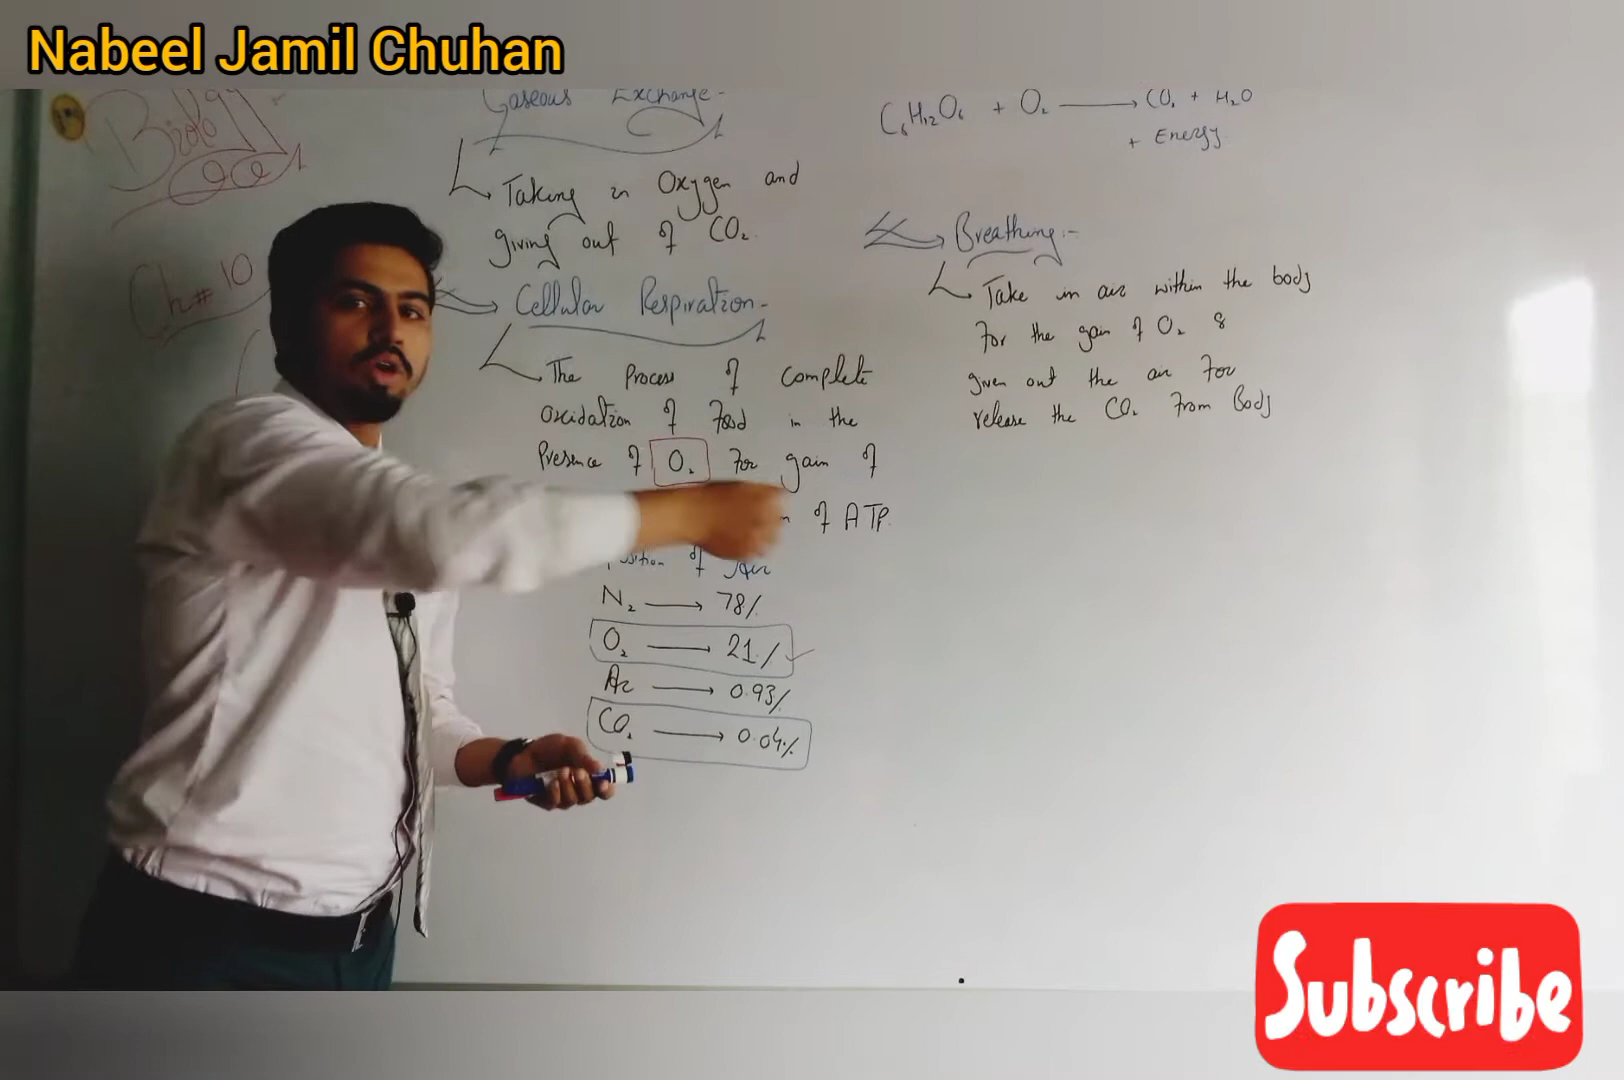 Nabeel Jamil Chuhan
Biology
Ch# 10
Gaseous Exchange:-
Taking in Oxygen and
giving out of CO₂.
Cellular Respiration:-
The Process of complete
oxidation of Food in the
Presence of O₂ For gain of
of ATP.
of Air
N₂ → 78%
O₂ → 21%
Ar → 0.93%
CO₂ → 0.04%
C₆H₁₂O₆ + O₂ → CO₂ + H₂O
+ Energy
Breathing:-
Take in air within the body
For the gain of O₂ &
given out the air For
release the CO₂ From Body
Subscribe